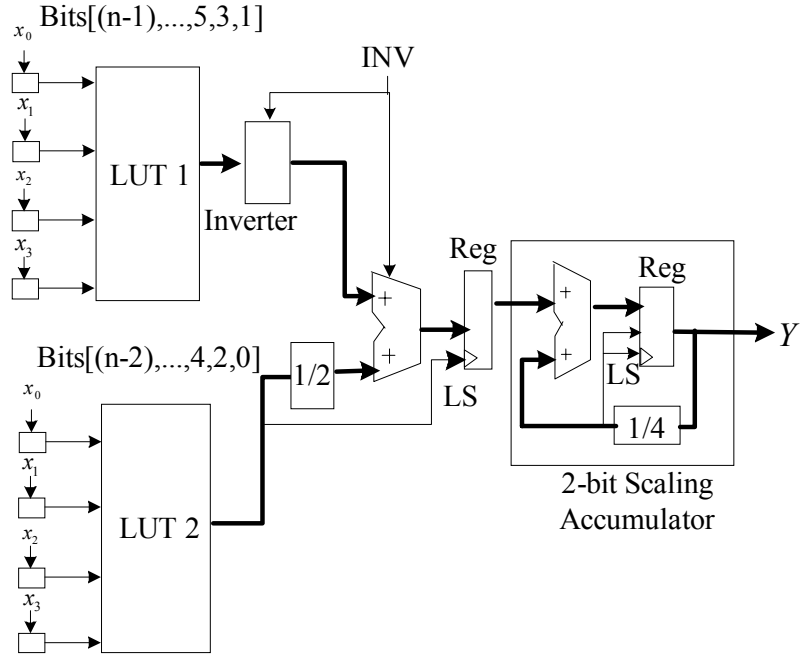 Bits[(n-1),...,5,3,1]
x₀
x₁
x₂
x₃
LUT 1
INV
Inverter
+
+
Reg
LS
Bits[(n-2),...,4,2,0]
x₀
x₁
x₂
x₃
LUT 2
1/2
+
+
Reg
LS
1/4
Y
2-bit Scaling
Accumulator